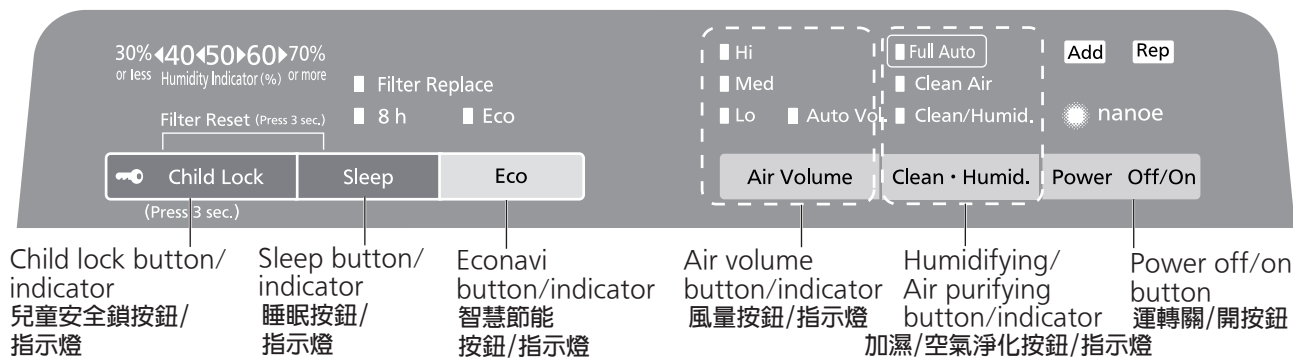 30% 40 50 60 70%
or less Humidity Indicator (%) or more
Filter Replace
8 h Eco
Filter Reset (Press 3 sec.)
Child Lock Sleep Eco
(Press 3 sec.)
Hi
Med
Lo Auto Vol.
Full Auto
Clean Air
Clean/Humid.
Add Rep
nanoe
Air Volume Clean・Humid. Power Off/On
Child lock button/
indicator
兒童安全鎖按鈕/
指示燈
Sleep button/
indicator
睡眠按鈕/
指示燈
Econavi
button/indicator
智慧節能
按鈕/指示燈
Air volume
button/indicator
風量按鈕/指示燈
Humidifying/
Air purifying
button/indicator
加濕/空氣淨化按鈕/指示燈
Power off/on
button
運轉關/開按鈕